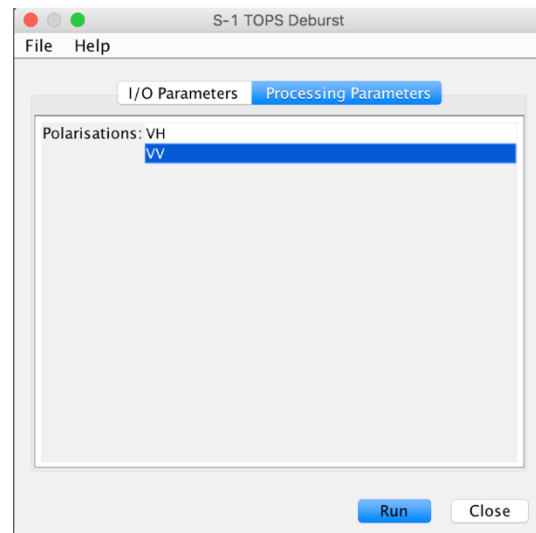 S-1 TOPS Deburst
File Help
I/O Parameters Processing Parameters
Polarisations: VH
VV
Run Close